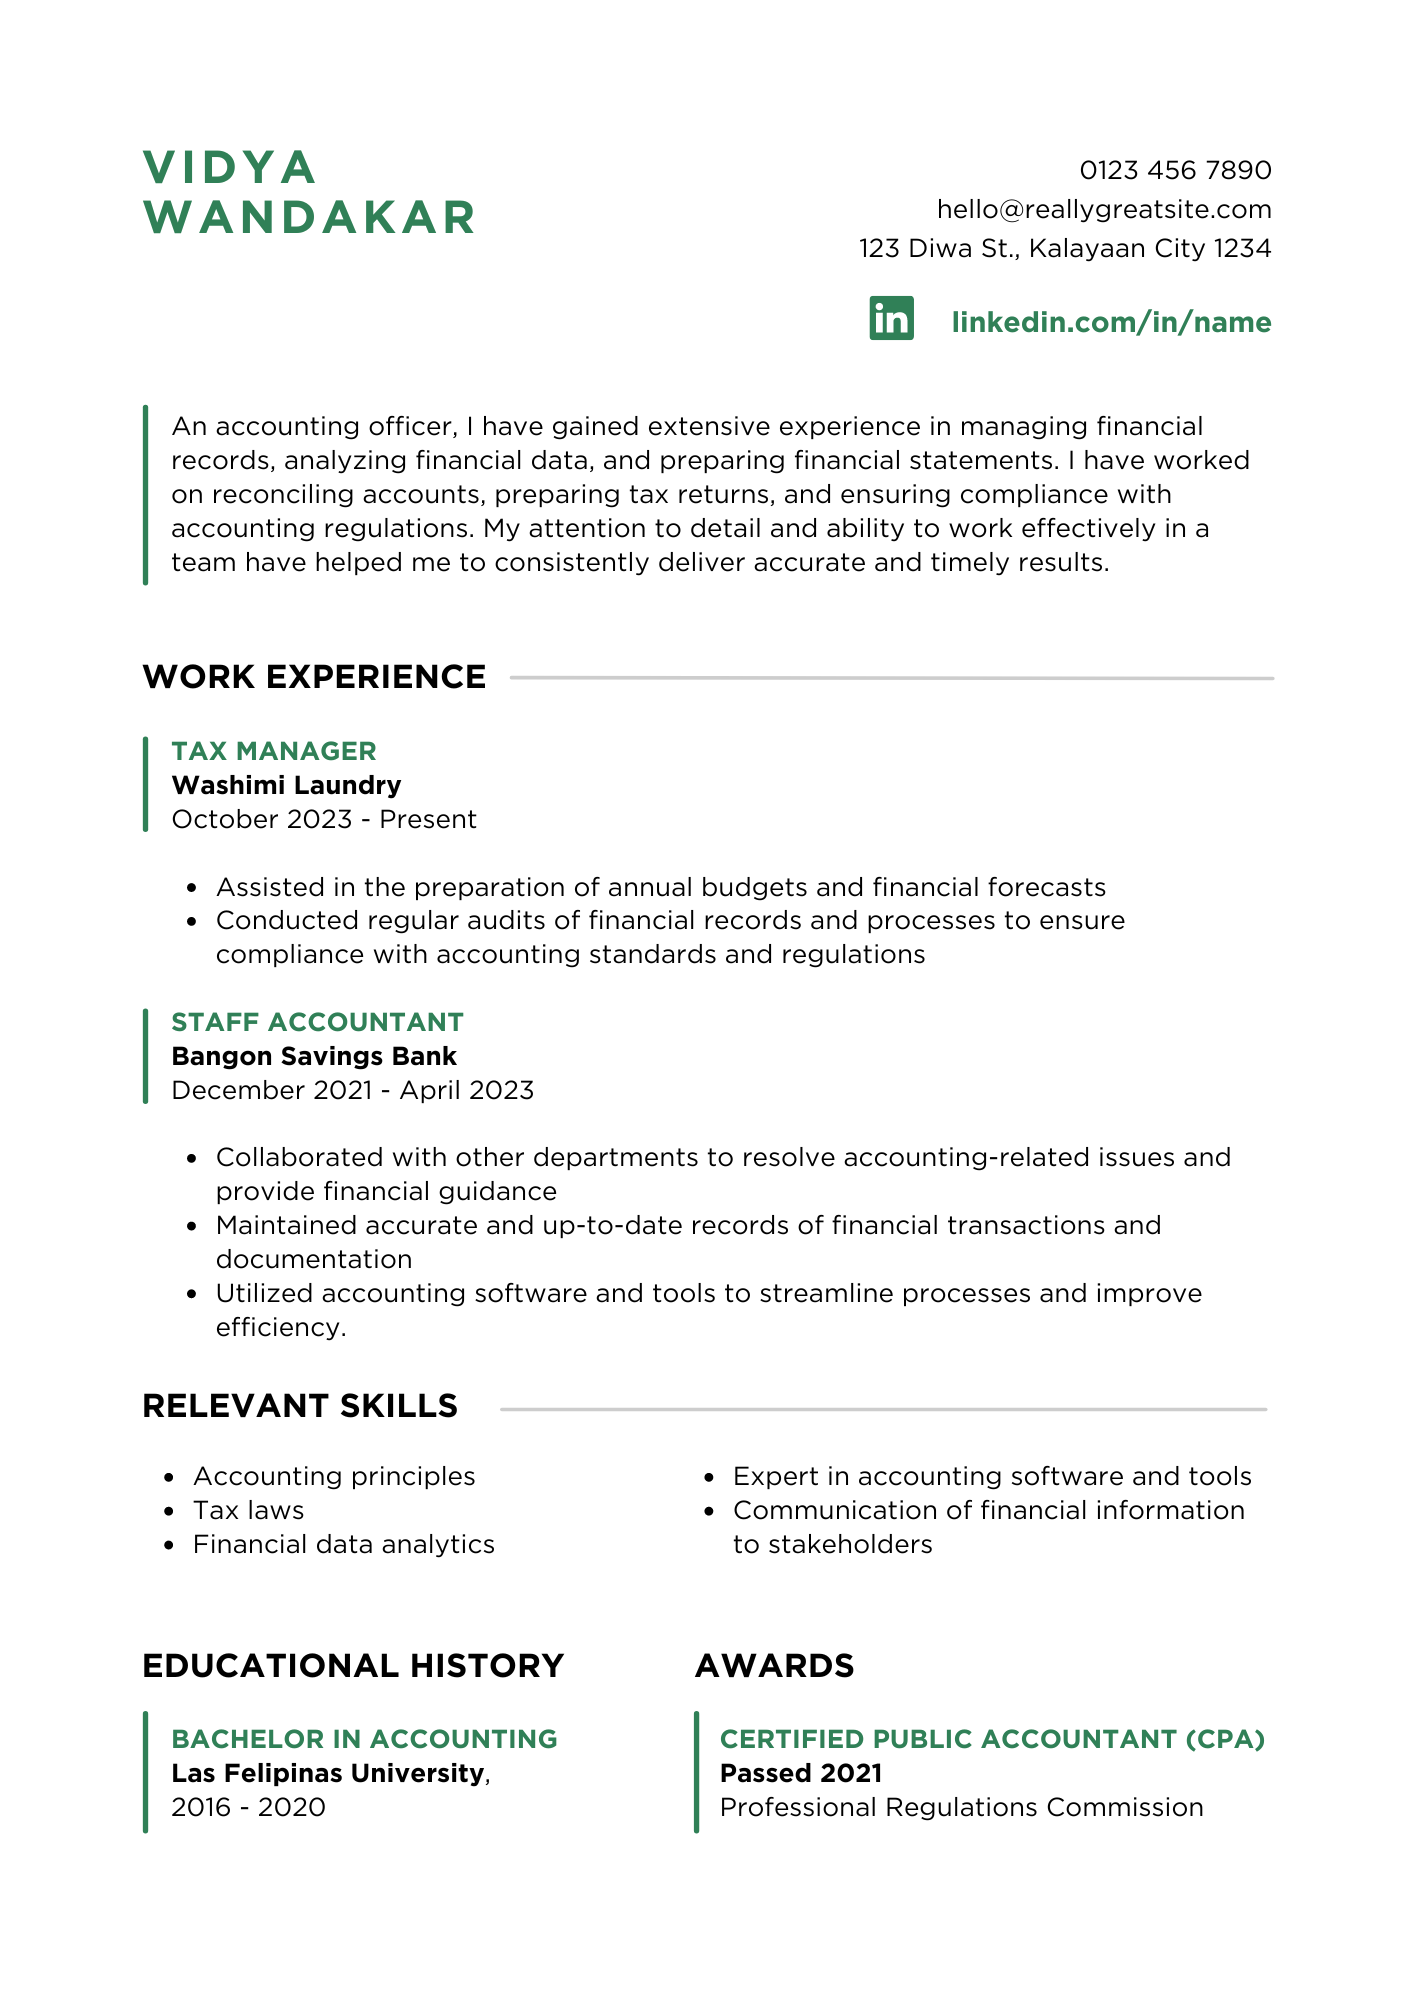 VIDYA
WANDAKAR
0123 456 7890
hello@reallygreatsite.com
123 Diwa St., Kalayaan City 1234
in linkedin.com/in/name
An accounting officer, I have gained extensive experience in managing financial
records, analyzing financial data, and preparing financial statements. I have worked
on reconciling accounts, preparing tax returns, and ensuring compliance with
accounting regulations. My attention to detail and ability to work effectively in a
team have helped me to consistently deliver accurate and timely results.
WORK EXPERIENCE
TAX MANAGER
Washimi Laundry
October 2023 - Present
• Assisted in the preparation of annual budgets and financial forecasts
• Conducted regular audits of financial records and processes to ensure
compliance with accounting standards and regulations
STAFF ACCOUNTANT
Bangon Savings Bank
December 2021 - April 2023
• Collaborated with other departments to resolve accounting-related issues and
provide financial guidance
• Maintained accurate and up-to-date records of financial transactions and
documentation
• Utilized accounting software and tools to streamline processes and improve
efficiency.
RELEVANT SKILLS
• Accounting principles
• Tax laws
• Financial data analytics
• Expert in accounting software and tools
• Communication of financial information
to stakeholders
EDUCATIONAL HISTORY
BACHELOR IN ACCOUNTING
Las Felipinas University,
2016 - 2020
AWARDS
CERTIFIED PUBLIC ACCOUNTANT (CPA)
Passed 2021
Professional Regulations Commission